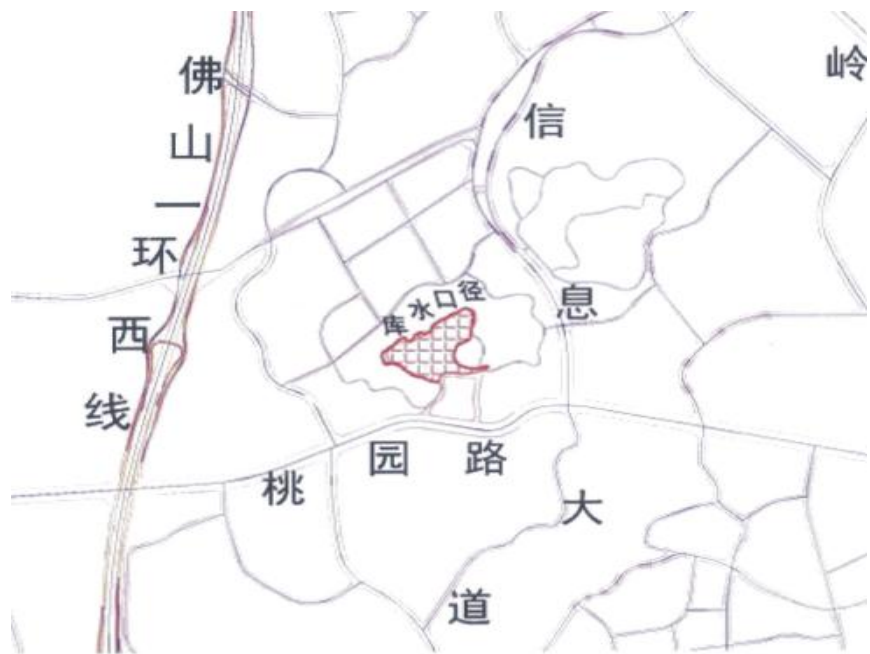 佛山一环西线
信息大道
岭
径口水库
桃园路